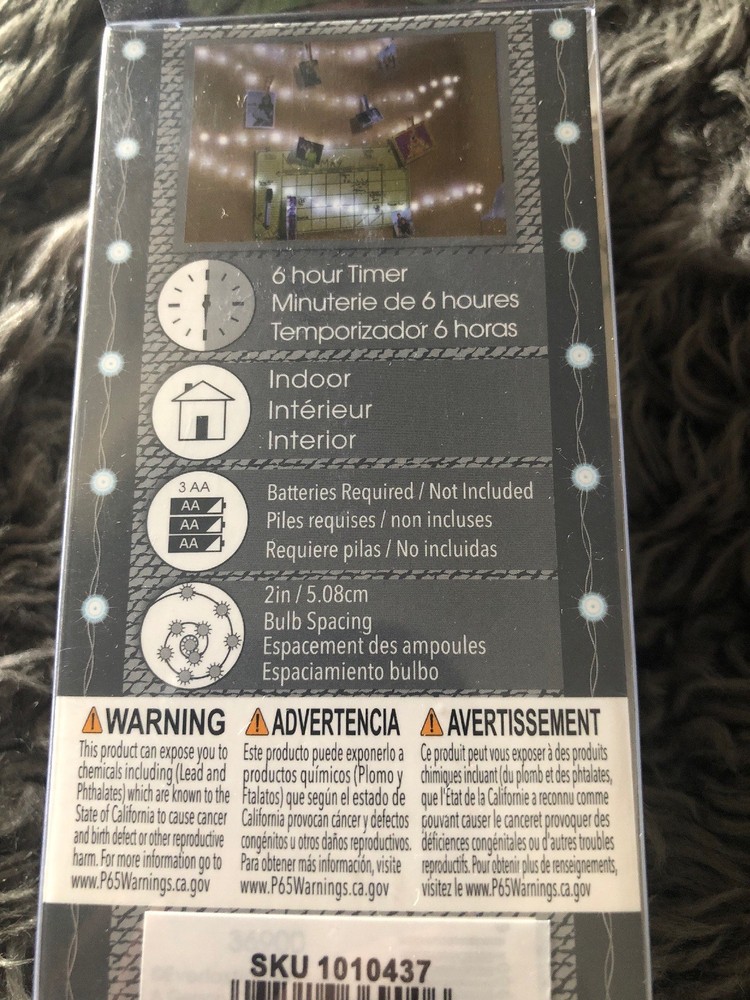 6 hour Timer
Minuterie de 6 houres
Temporizador 6 horas
Indoor
Intérieur
Interior
3 AA
AA
AA
AA
Batteries Required / Not Included
Piles requises / non incluses
Requiere pilas / No incluidas
2in / 5.08cm
Bulb Spacing
Espacement des ampoules
Espaciamiento bulbo
WARNING
This product can expose you to
chemicals including (Lead and
Phthalates) which are known to the
State of California to cause cancer
and birth defect or other reproductive
harm. For more information go to
www.P65Warnings.ca.gov
ADVERTENCIA
Este producto puede exponerlo a
productos químicos (Plomo y
Ftalatos) que según el estado de
California provocan cáncer y defectos
congénitos u otros daños reproductivos.
Para obtener más información, visite
www.P65Warnings.ca.gov
AVERTISSEMENT
Ce produit peut vous exposer à des produits
chimiques incluant (du plomb et des phtalates,
que l'État de la Californie a reconnu comme
pouvant causer le canceret provoquer des
déficiences congénitales ou d'autres troubles
reproductifs. Pour obtenir plus de renseignements,
visitez le www.P65Warnings.ca.gov
SKU 1010437